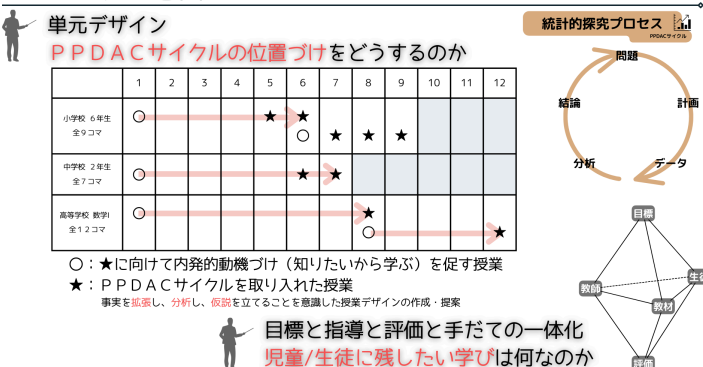 単元デザイン
PPDACサイクルの位置づけをどうするのか
1 2 3 4 5 6 7 8 9 10 11 12
小学校 6年生
全9コマ
○ ★ ★
○ ★ ★ ★
中学校 2年生
全7コマ
○ ★ ★
高等学校 数学I
全12コマ
○ ★
○ ★
○：★に向けて内発的動機づけ（知りたいから学ぶ）を促す授業
★：PPDACサイクルを取り入れた授業
事実を拡張し、分析し、仮説を立てることを意識した授業デザインの作成・提案
目標と指導と評価と手だての一体化
児童/生徒に残したい学びは何なのか
統計的探究プロセス
PPDACサイクル
問題
計画
データ
分析
結論
目標
教師
教材
評価